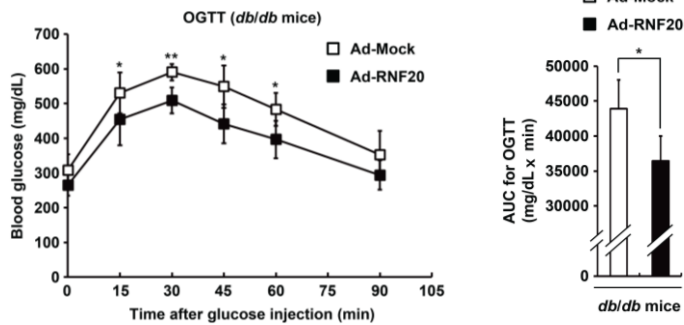 OGTT (db/db mice)
Ad-Mock
Ad-RNF20
Blood glucose (mg/dL)
700
600
500
400
300
200
100
0
*
**
*
*
0 15 30 45 60 75 90 105
Time after glucose injection (min)
Ad-Mock
Ad-RNF20
*
AUC for OGTT
(mg/dL x min)
50000
45000
40000
35000
30000
0
db/db mice